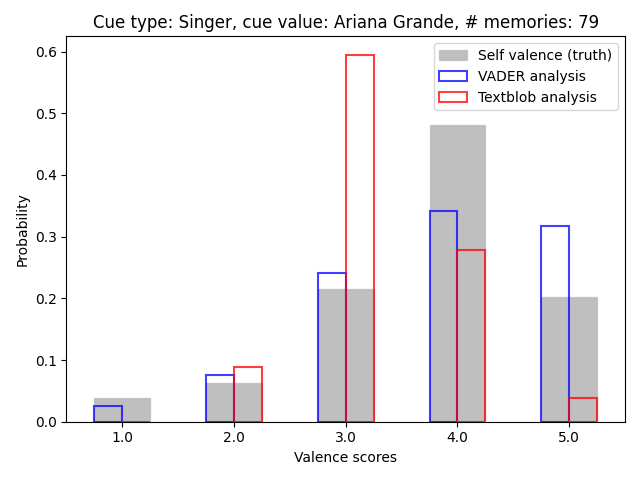 Cue type: Singer, cue value: Ariana Grande, # memories: 79
Self valence (truth)
VADER analysis
Textblob analysis
Probability
0.6
0.5
0.4
0.3
0.2
0.1
0.0
1.0 2.0 3.0 4.0 5.0
Valence scores